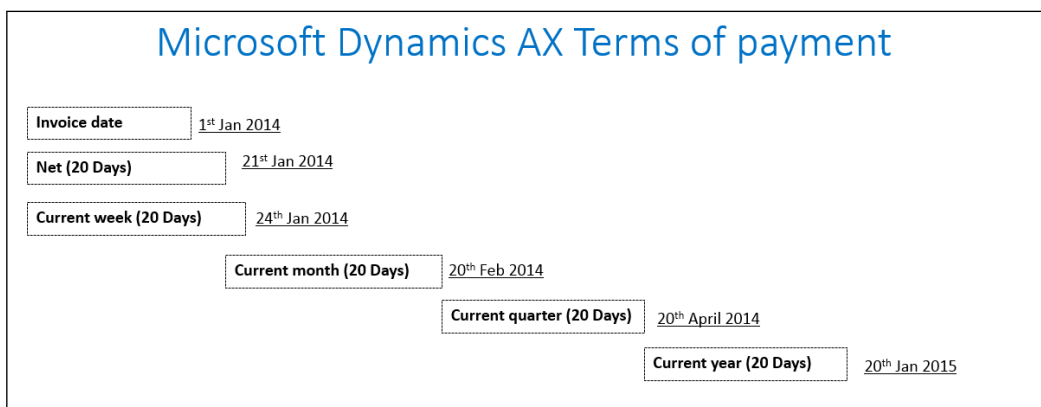 Microsoft Dynamics AX Terms of payment
Invoice date 1st Jan 2014
Net (20 Days) 21st Jan 2014
Current week (20 Days) 24th Jan 2014
Current month (20 Days) 20th Feb 2014
Current quarter (20 Days) 20th April 2014
Current year (20 Days) 20th Jan 2015